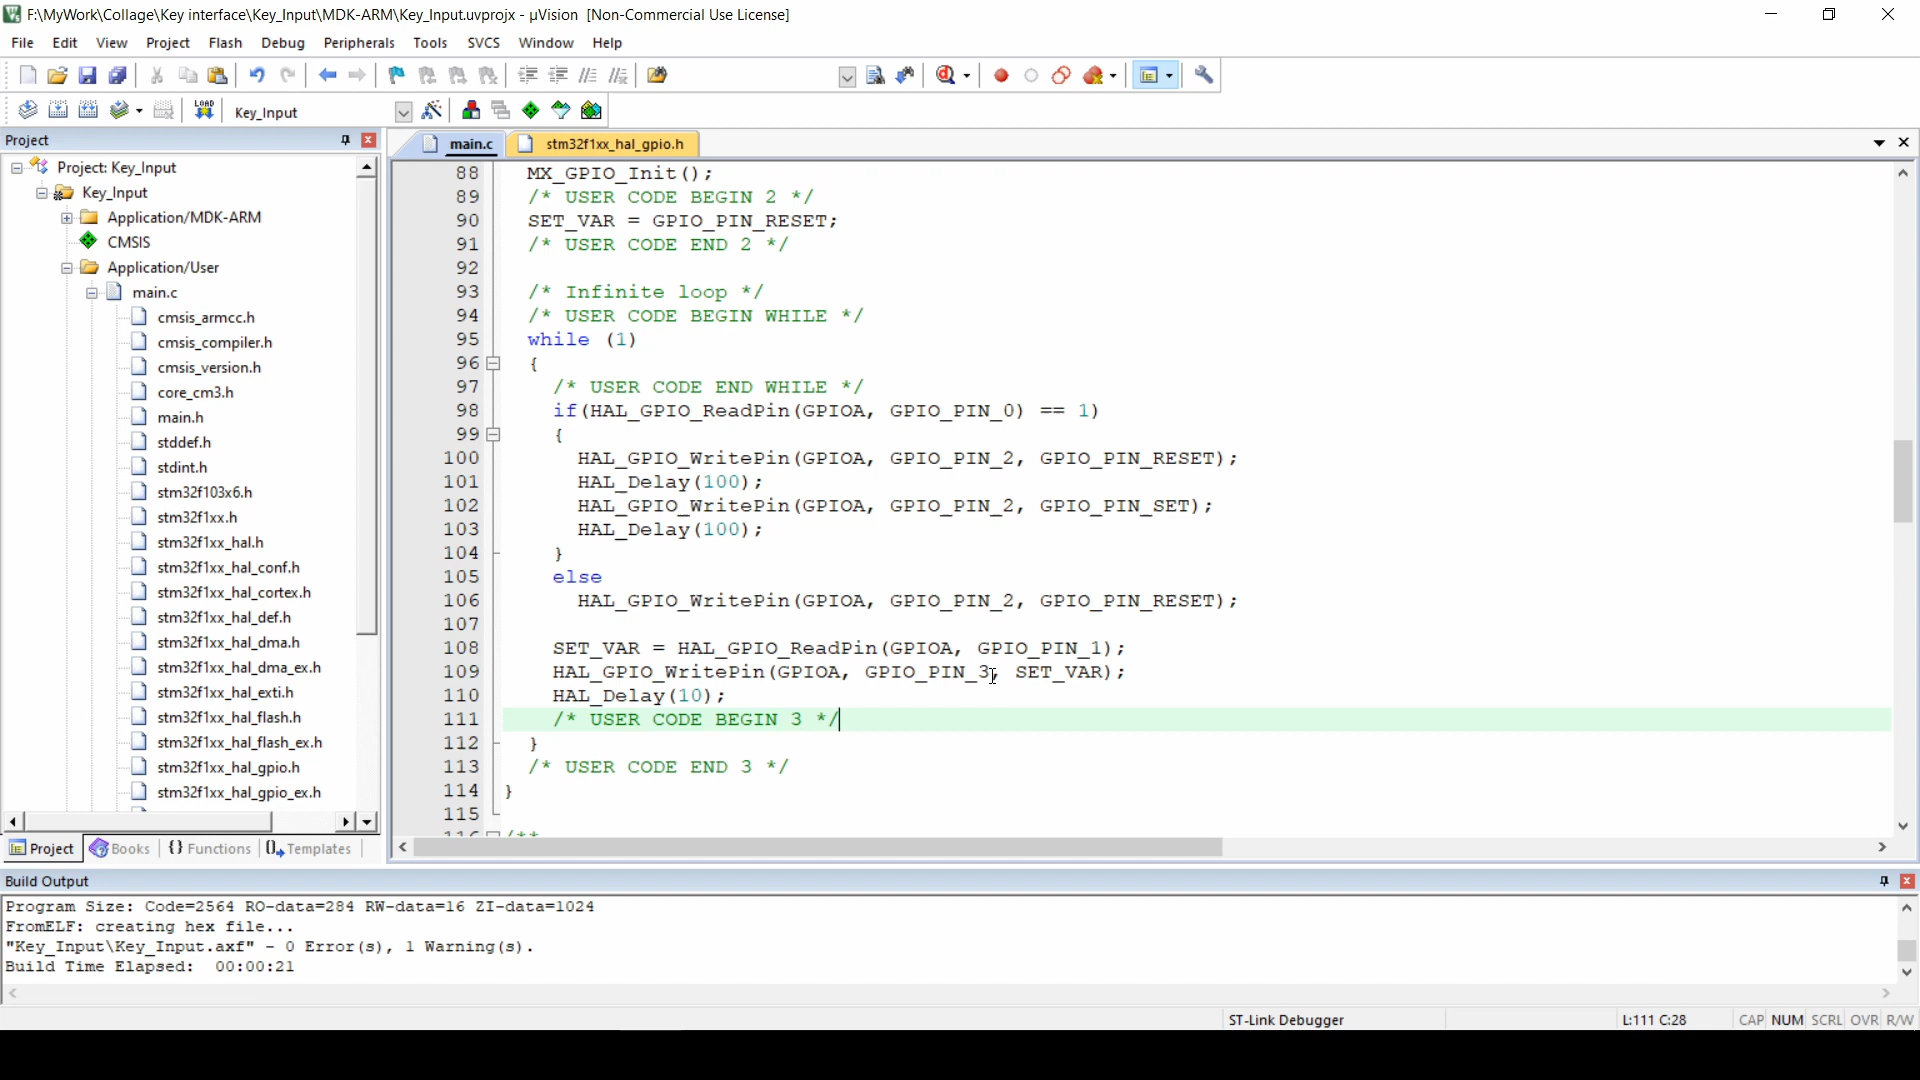 F:\MyWork\Collage\Key interface\Key_Input\MDK-ARM\Key_Input.uvprojx - µVision [Non-Commercial Use License]
File Edit View Project Flash Debug Peripherals Tools SVCS Window Help
LOAD
Key_Input
Project
main.c
stm32f1xx_hal_gpio.h
Project: Key_Input
Key_Input
Application/MDK-ARM
CMSIS
Application/User
main.c
cmsis_armcc.h
cmsis_compiler.h
cmsis_version.h
core_cm3.h
main.h
stddef.h
stdint.h
stm32f103x6.h
stm32f1xx.h
stm32f1xx_hal.h
stm32f1xx_hal_conf.h
stm32f1xx_hal_cortex.h
stm32f1xx_hal_def.h
stm32f1xx_hal_dma.h
stm32f1xx_hal_dma_ex.h
stm32f1xx_hal_exti.h
stm32f1xx_hal_flash.h
stm32f1xx_hal_flash_ex.h
stm32f1xx_hal_gpio.h
stm32f1xx_hal_gpio_ex.h
Project Books {} Functions Templates
88 MX_GPIO_Init();
89 /* USER CODE BEGIN 2 */
90 SET_VAR = GPIO_PIN_RESET;
91 /* USER CODE END 2 */
92
93 /* Infinite loop */
94 /* USER CODE BEGIN WHILE */
95 while (1)
96 {
97 /* USER CODE END WHILE */
98 if(HAL_GPIO_ReadPin(GPIOA, GPIO_PIN_0) == 1)
99 {
100 HAL_GPIO_WritePin(GPIOA, GPIO_PIN_2, GPIO_PIN_RESET);
101 HAL_Delay(100);
102 HAL_GPIO_WritePin(GPIOA, GPIO_PIN_2, GPIO_PIN_SET);
103 HAL_Delay(100);
104 }
105 else
106 HAL_GPIO_WritePin(GPIOA, GPIO_PIN_2, GPIO_PIN_RESET);
107
108 SET_VAR = HAL_GPIO_ReadPin(GPIOA, GPIO_PIN_1);
109 HAL_GPIO_WritePin(GPIOA, GPIO_PIN_3, SET_VAR);
110 HAL_Delay(10);
111 /* USER CODE BEGIN 3 */
112 }
113 /* USER CODE END 3 */
114 }
115
116 /**
Build Output
Program Size: Code=2564 RO-data=284 RW-data=16 ZI-data=1024
FromELF: creating hex file...
"Key_Input\Key_Input.axf" - 0 Error(s), 1 Warning(s).
Build Time Elapsed: 00:00:21
ST-Link Debugger L:111 C:28 CAP NUM SCRL OVR R/W